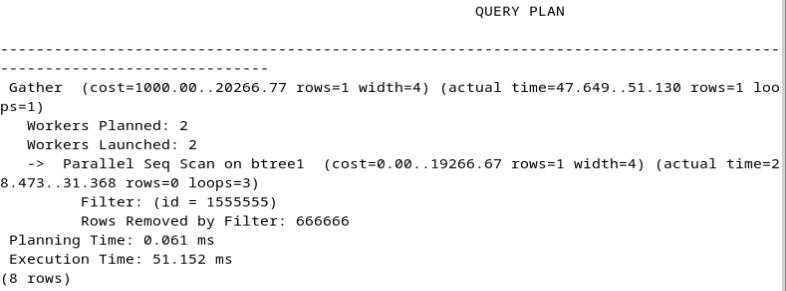 QUERY PLAN
---------------------------------------------------------------------------------------
------------------------------
Gather  (cost=1000.00..20266.77 rows=1 width=4) (actual time=47.649..51.130 rows=1 loo
ps=1)
Workers Planned: 2
Workers Launched: 2
->  Parallel Seq Scan on btree1  (cost=0.00..19266.67 rows=1 width=4) (actual time=2
8.473..31.368 rows=0 loops=3)
Filter: (id = 1555555)
Rows Removed by Filter: 666666
Planning Time: 0.061 ms
Execution Time: 51.152 ms
(8 rows)